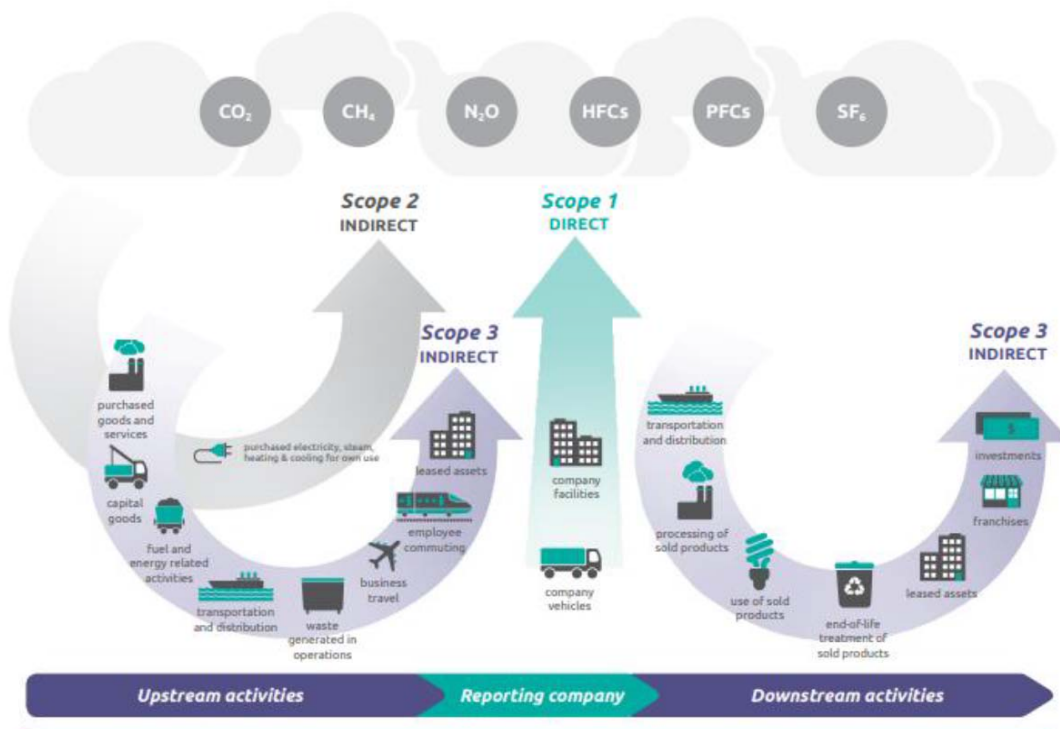 CO₂
CH₄
N₂O
HFCs
PFCs
SF₆
Scope 2
INDIRECT
Scope 1
DIRECT
Scope 3
INDIRECT
Scope 3
INDIRECT
purchased
goods and
services
capital
goods
fuel and
energy related
activities
purchased electricity, steam,
heating & cooling for own use
transportation
and distribution
waste
generated in
operations
business
travel
employee
commuting
leased assets
company
facilities
company
vehicles
transportation
and distribution
processing of
sold products
use of sold
products
end-of-life
treatment of
sold products
leased assets
franchises
investments
$
Upstream activities
Reporting company
Downstream activities